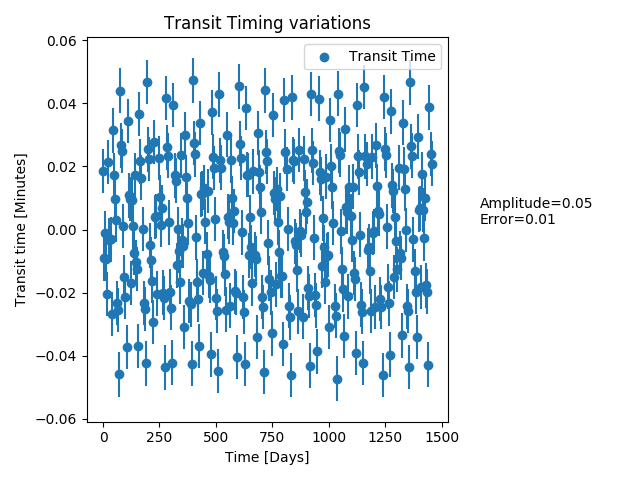 Transit Timing variations
Transit Time
0.06
0.04
0.02
0.00
−0.02
−0.04
−0.06
Transit time [Minutes]
0
250
500
750
1000
1250
1500
Time [Days]
Amplitude=0.05
Error=0.01